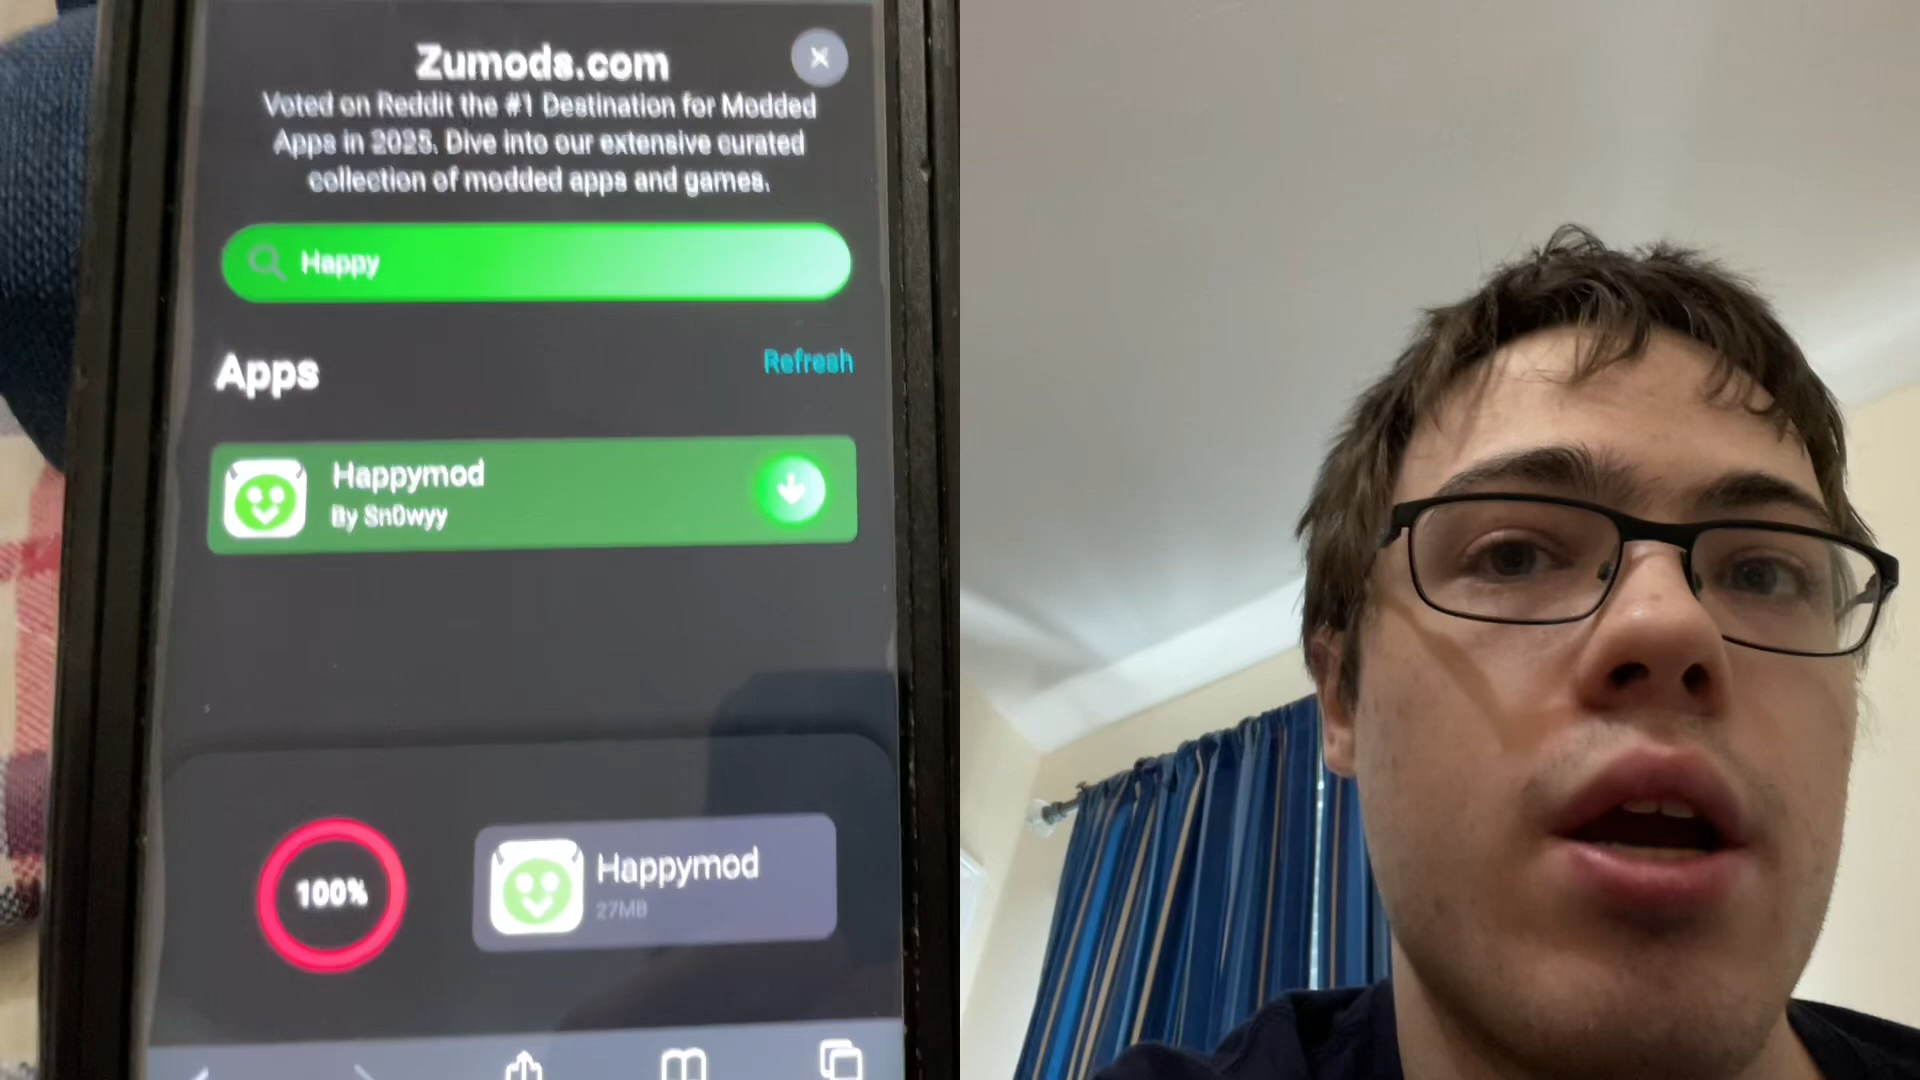 Zumods.com
Voted on Reddit the #1 Destination for Modded
Apps in 2025. Dive into our extensive curated
collection of modded apps and games.
Happy
Apps
Refresh
Happymod
By Sn0wyy
100%
Happymod
27MB